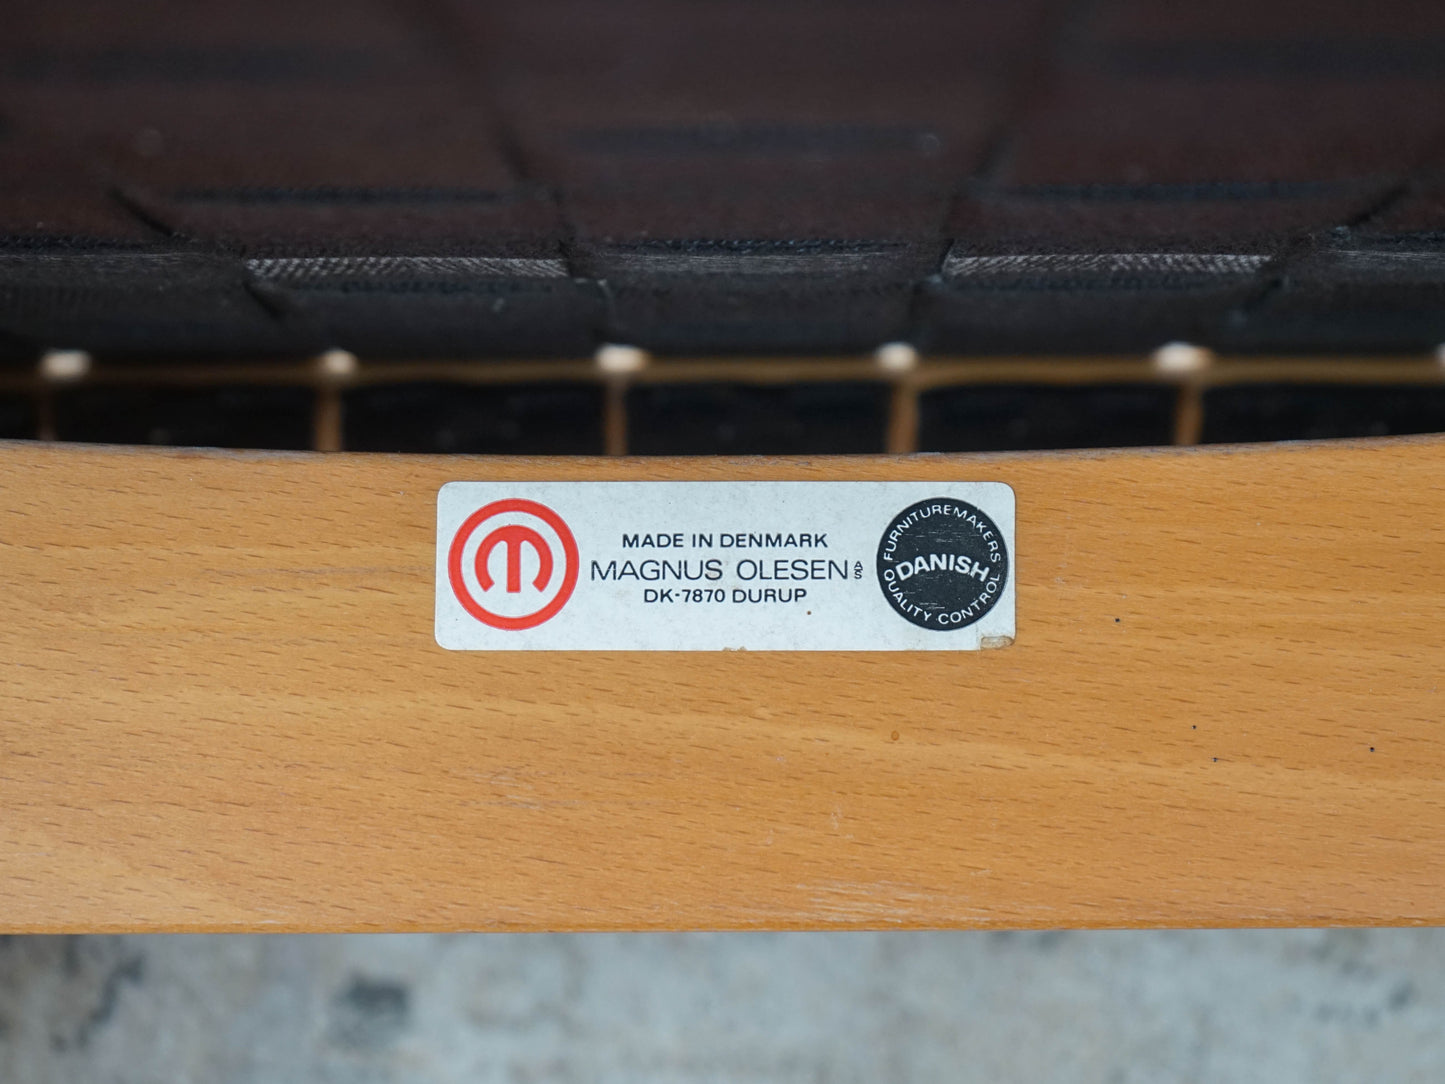 MADE IN DENMARK
MAGNUS OLESEN A/S
DK-7870 DURUP
FURNITUREMAKERS
DANISH
QUALITY CONTROL